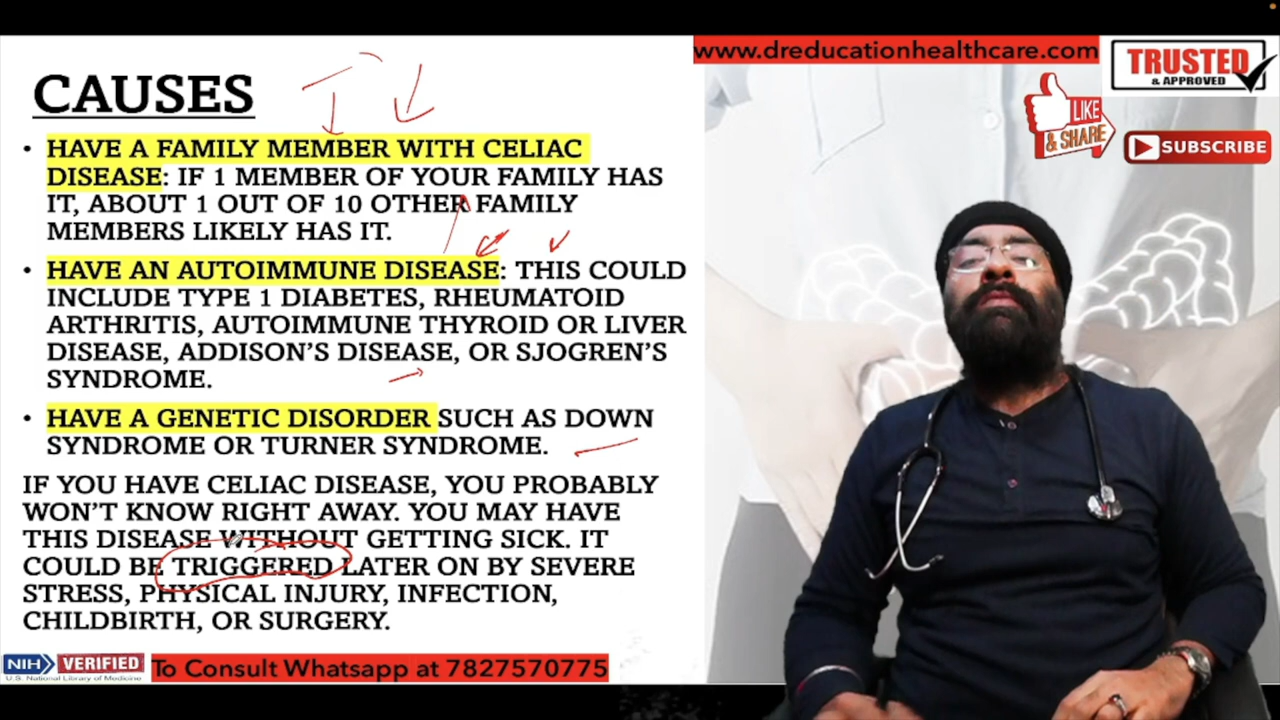 www.dreducationhealthcare.com
TRUSTED
& APPROVED
LIKE
& SHARE
SUBSCRIBE
CAUSES
• HAVE A FAMILY MEMBER WITH CELIAC
DISEASE: IF 1 MEMBER OF YOUR FAMILY HAS
IT, ABOUT 1 OUT OF 10 OTHER FAMILY
MEMBERS LIKELY HAS IT.
• HAVE AN AUTOIMMUNE DISEASE: THIS COULD
INCLUDE TYPE 1 DIABETES, RHEUMATOID
ARTHRITIS, AUTOIMMUNE THYROID OR LIVER
DISEASE, ADDISON'S DISEASE, OR SJOGREN'S
SYNDROME.
• HAVE A GENETIC DISORDER SUCH AS DOWN
SYNDROME OR TURNER SYNDROME.
IF YOU HAVE CELIAC DISEASE, YOU PROBABLY
WON'T KNOW RIGHT AWAY. YOU MAY HAVE
THIS DISEASE WITHOUT GETTING SICK. IT
COULD BE TRIGGERED LATER ON BY SEVERE
STRESS, PHYSICAL INJURY, INFECTION,
CHILDBIRTH, OR SURGERY.
NIH VERIFIED
U.S. National Library of Medicine
To Consult Whatsapp at 7827570775